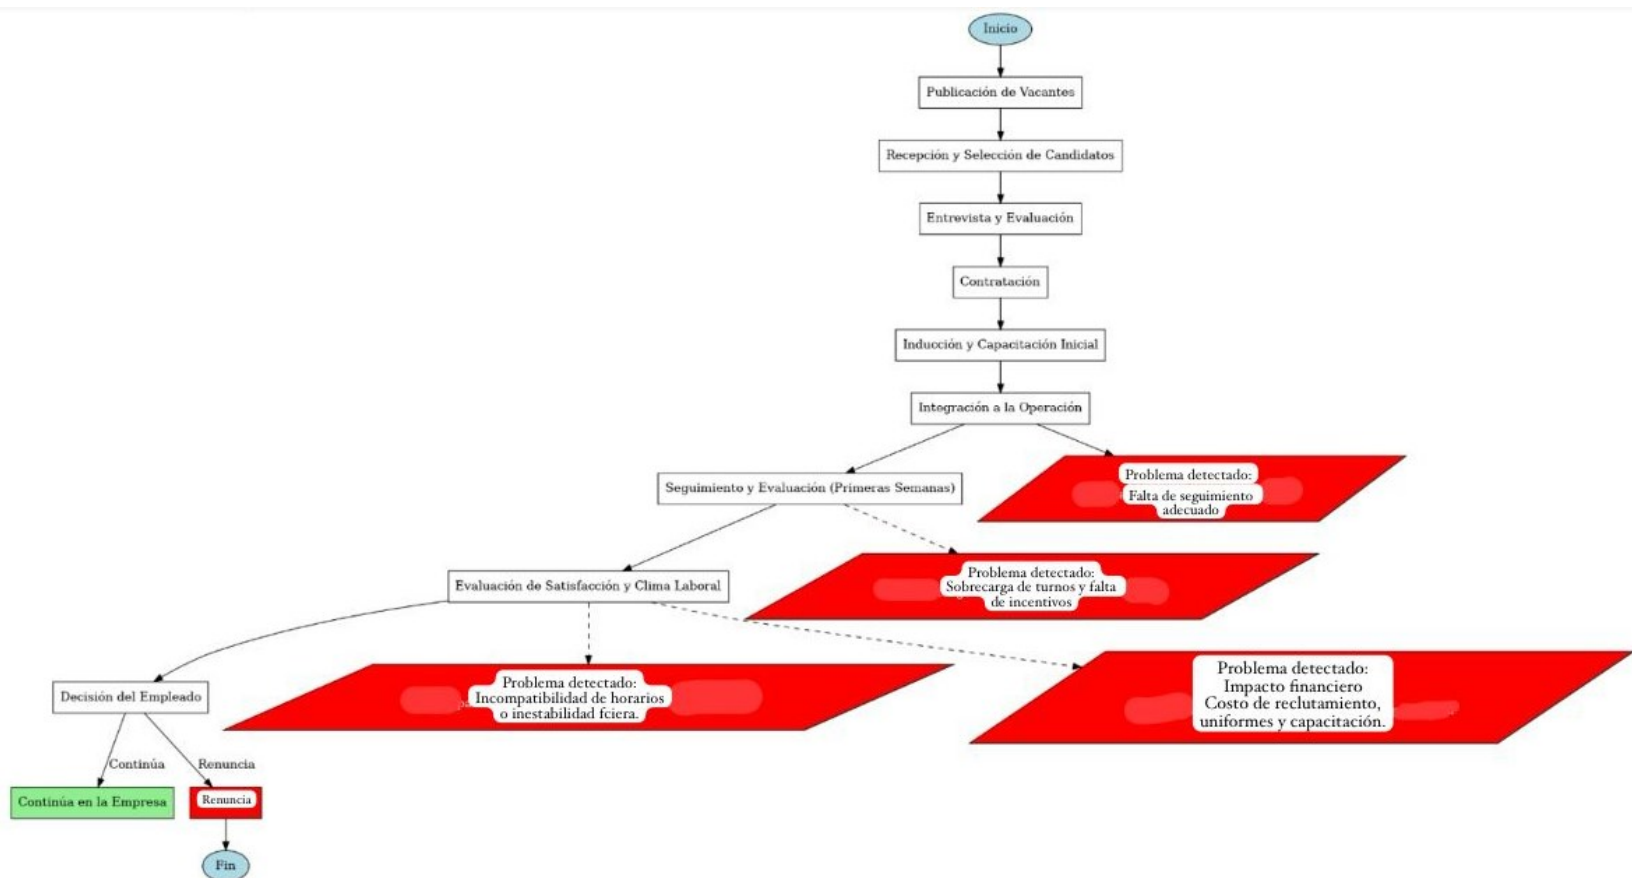 Inicio
Publicación de Vacantes
Recepción y Selección de Candidatos
Entrevista y Evaluación
Contratación
Inducción y Capacitación Inicial
Integración a la Operación
Problema detectado:
Falta de seguimiento
adecuado
Seguimiento y Evaluación (Primeras Semanas)
Problema detectado:
Sobrecarga de turnos y falta
de incentivos
Evaluación de Satisfacción y Clima Laboral
Problema detectado:
Impacto financiero
Costo de reclutamiento,
uniformes y capacitación.
Problema detectado:
Incompatibilidad de horarios
o inestabilidad fciera.
Decisión del Empleado
Continúa
Renuncia
Continúa en la Empresa
Renuncia
Fin